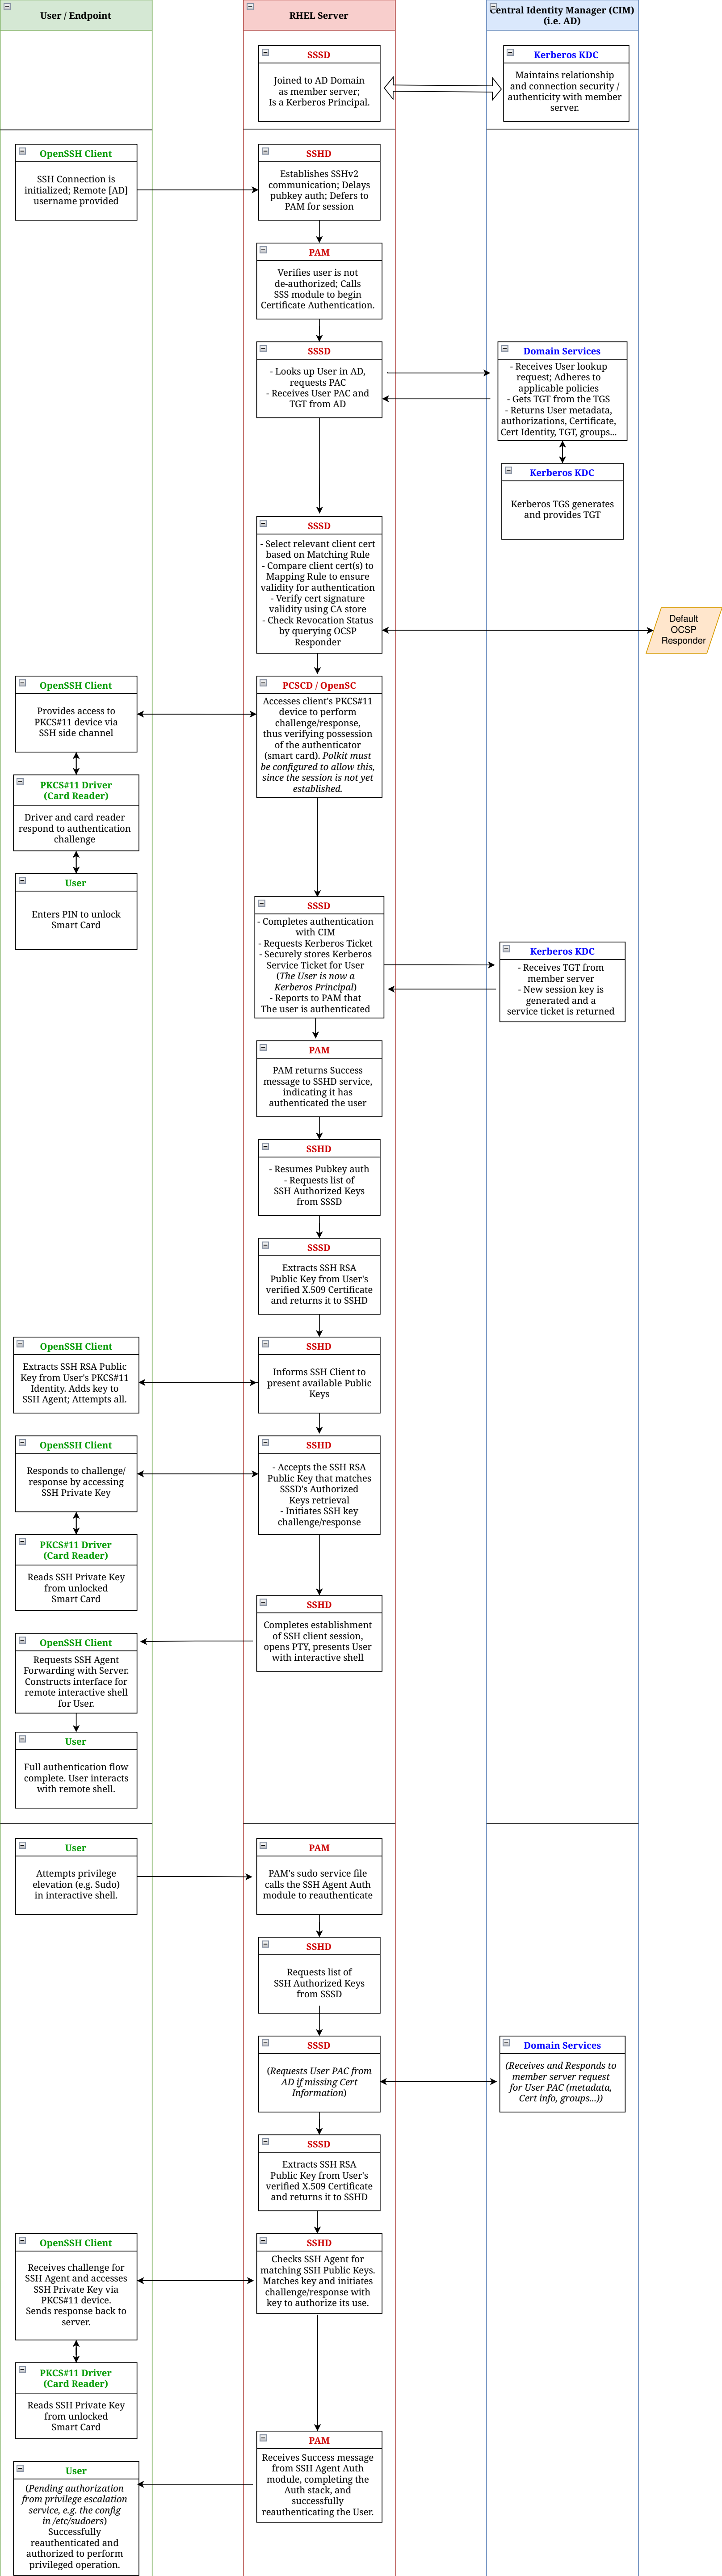 User / Endpoint
RHEL Server
Central Identity Manager (CIM)
(i.e. AD)
SSSD
Joined to AD Domain
as member server;
Is a Kerberos Principal.
Kerberos KDC
Maintains relationship
and connection security /
authenticity with member
server.
OpenSSH Client
SSH Connection is
initialized; Remote [AD]
username provided
SSHD
Establishes SSHv2
communication; Delays
pubkey auth; Defers to
PAM for session
PAM
Verifies user is not
de-authorized; Calls
SSS module to begin
Certificate Authentication.
SSSD
- Looks up User in AD,
requests PAC
- Receives User PAC and
TGT from AD
Domain Services
- Receives User lookup
request; Adheres to
applicable policies
- Gets TGT from the TGS
- Returns User metadata,
authorizations, Certificate,
Cert Identity, TGT, groups...
Kerberos KDC
Kerberos TGS generates
and provides TGT
SSSD
- Select relevant client cert
based on Matching Rule
- Compare client cert(s) to
Mapping Rule to ensure
validity for authentication
- Verify cert signature
validity using CA store
- Check Revocation Status
by querying OCSP
Responder
Default
OCSP
Responder
OpenSSH Client
Provides access to
PKCS#11 device via
SSH side channel
PCSCD / OpenSC
Accesses client's PKCS#11
device to perform
challenge/response,
thus verifying possession
of the authenticator
(smart card). Polkit must
be configured to allow this,
since the session is not yet
established.
PKCS#11 Driver
(Card Reader)
Driver and card reader
respond to authentication
challenge
User
Enters PIN to unlock
Smart Card
SSSD
- Completes authentication
with CIM
- Requests Kerberos Ticket
- Securely stores Kerberos
Service Ticket for User
(The User is now a
Kerberos Principal)
- Reports to PAM that
The user is authenticated
Kerberos KDC
- Receives TGT from
member server
- New session key is
generated and a
service ticket is returned
PAM
PAM returns Success
message to SSHD service,
indicating it has
authenticated the user
SSHD
- Resumes Pubkey auth
- Requests list of
SSH Authorized Keys
from SSSD
SSSD
Extracts SSH RSA
Public Key from User's
verified X.509 Certificate
and returns it to SSHD
OpenSSH Client
Extracts SSH RSA Public
Key from User's PKCS#11
Identity. Adds key to
SSH Agent; Attempts all.
SSHD
Informs SSH Client to
present available Public
Keys
OpenSSH Client
Responds to challenge/
response by accessing
SSH Private Key
SSHD
- Accepts the SSH RSA
Public Key that matches
SSSD's Authorized
Keys retrieval
- Initiates SSH key
challenge/response
PKCS#11 Driver
(Card Reader)
Reads SSH Private Key
from unlocked
Smart Card
SSHD
Completes establishment
of SSH client session,
opens PTY, presents User
with interactive shell
OpenSSH Client
Requests SSH Agent
Forwarding with Server.
Constructs interface for
remote interactive shell
for User.
User
Full authentication flow
complete. User interacts
with remote shell.
User
Attempts privilege
elevation (e.g. Sudo)
in interactive shell.
PAM
PAM's sudo service file
calls the SSH Agent Auth
module to reauthenticate
SSHD
Requests list of
SSH Authorized Keys
from SSSD
SSSD
(Requests User PAC from
AD if missing Cert
Information)
Domain Services
(Receives and Responds to
member server request
for User PAC (metadata,
Cert info, groups...))
SSSD
Extracts SSH RSA
Public Key from User's
verified X.509 Certificate
and returns it to SSHD
OpenSSH Client
Receives challenge for
SSH Agent and accesses
SSH Private Key via
PKCS#11 device.
Sends response back to
server.
SSHD
Checks SSH Agent for
matching SSH Public Keys.
Matches key and initiates
challenge/response with
key to authorize its use.
PKCS#11 Driver
(Card Reader)
Reads SSH Private Key
from unlocked
Smart Card
PAM
Receives Success message
from SSH Agent Auth
module, completing the
Auth stack, and
successfully
reauthenticating the User.
User
(Pending authorization
from privilege escalation
service, e.g. the config
in /etc/sudoers)
Successfully
reauthenticated and
authorized to perform
privileged operation.